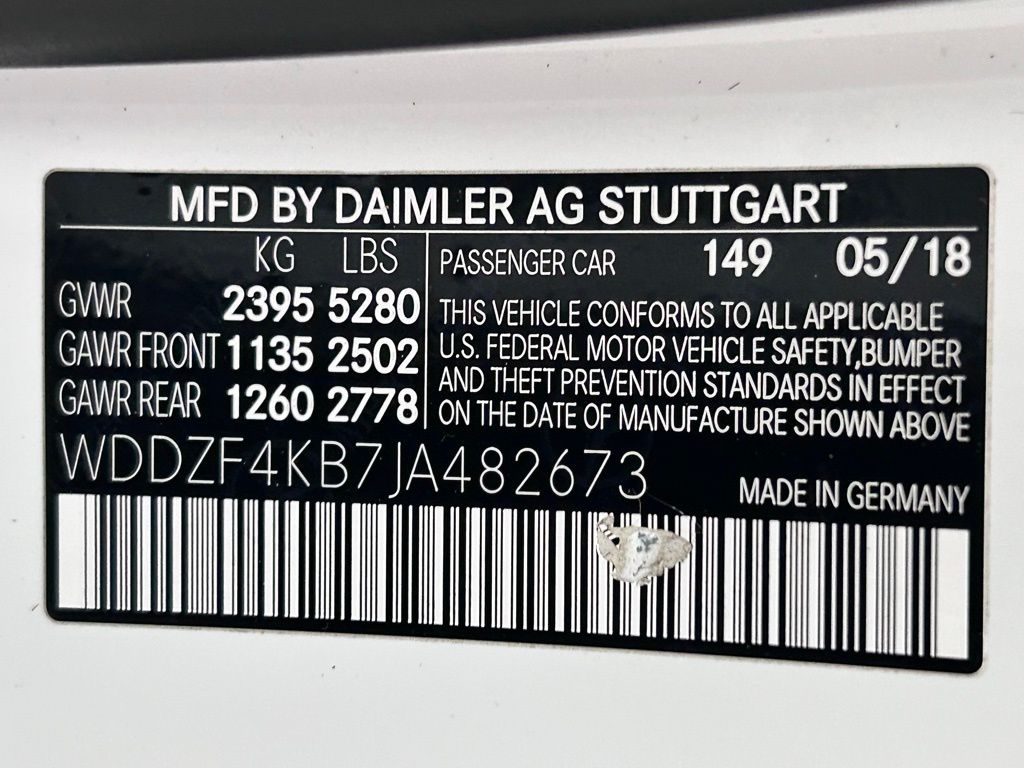 MFD BY DAIMLER AG STUTTGART
KG LBS
GVWR 2395 5280
GAWR FRONT 1135 2502
GAWR REAR 1260 2778
PASSENGER CAR 149 05/18
THIS VEHICLE CONFORMS TO ALL APPLICABLE
U.S. FEDERAL MOTOR VEHICLE SAFETY,BUMPER
AND THEFT PREVENTION STANDARDS IN EFFECT
ON THE DATE OF MANUFACTURE SHOWN ABOVE
WDDZF4KB7JA482673
MADE IN GERMANY